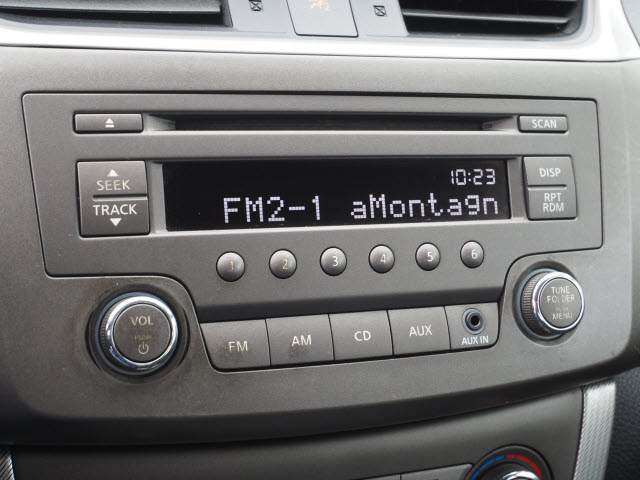 SCAN
10:23
DISP
SEEK
FM2-1 aMontagn
RPT
RDM
TRACK
1 2 3 4 5 6
TUNE
FOLDER
MENU
VOL
PUSH
FM AM CD AUX
AUX IN